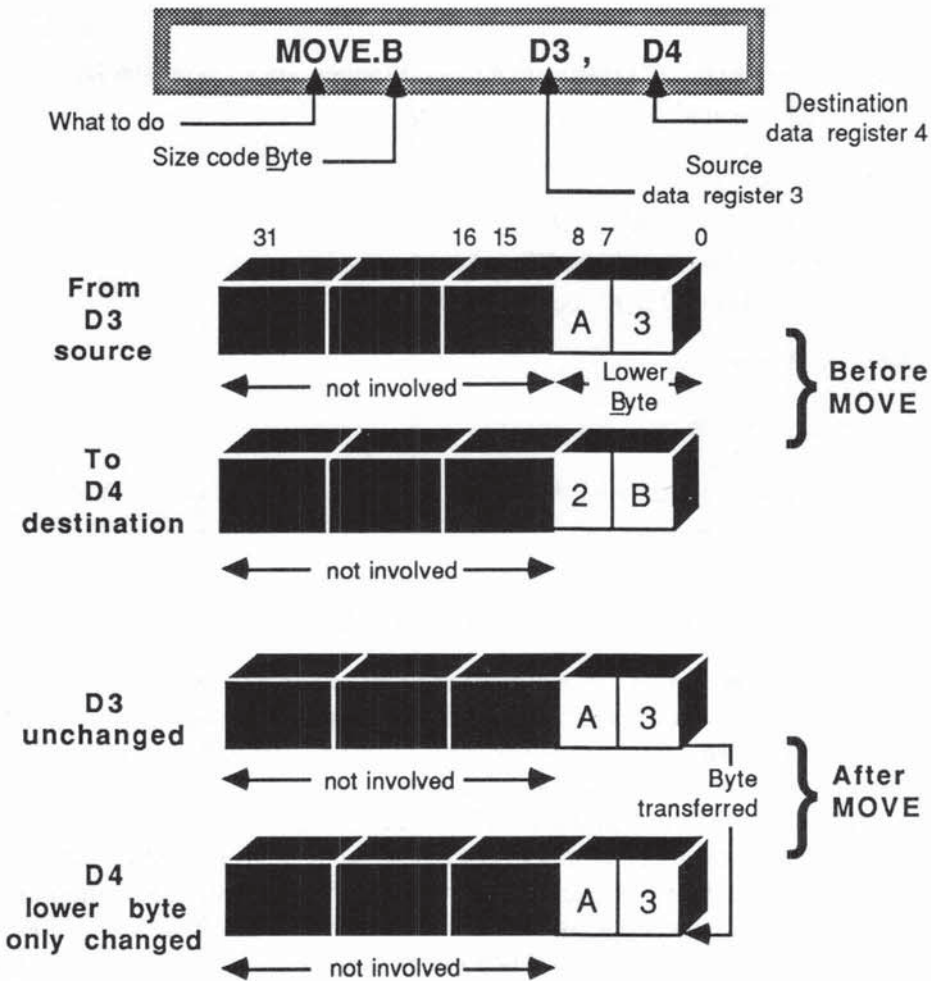 MOVE.B D3 , D4
What to do
Size code Byte
Source
data register 3
Destination
data register 4
31 16 15 8 7 0
From
D3
source
A 3
not involved
Lower
Byte
Before
MOVE
To
D4
destination
2 B
not involved
D3
unchanged
A 3
not involved
Byte
transferred
After
MOVE
D4
lower byte
only changed
A 3
not involved